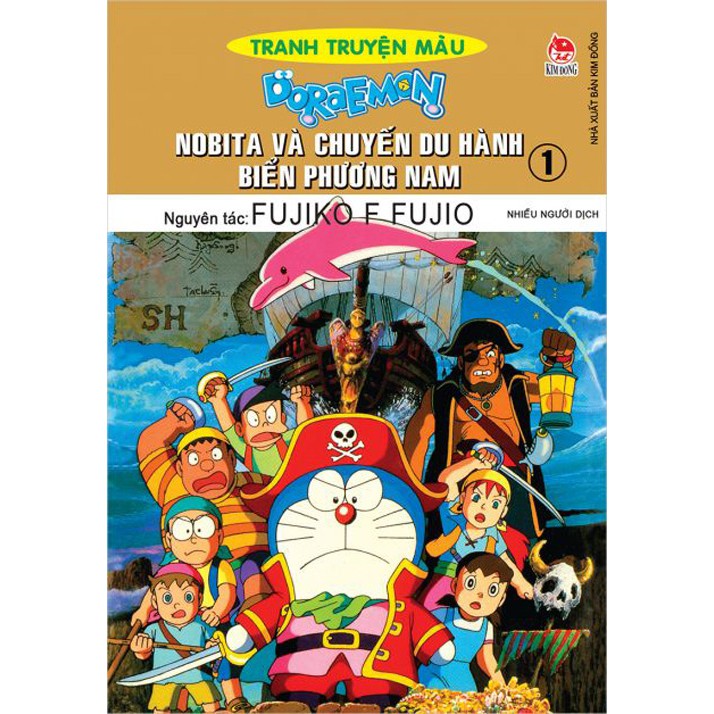 TRANH TRUYỆN MÀU
DORAEMON
NOBITA VÀ CHUYẾN DU HÀNH
BIỂN PHƯƠNG NAM
1
Nguyên tác: FUJIKO F FUJIO
NHIỀU NGƯỜI DỊCH
KIM ĐỒNG
NHÀ XUẤT BẢN KIM ĐỒNG
SH